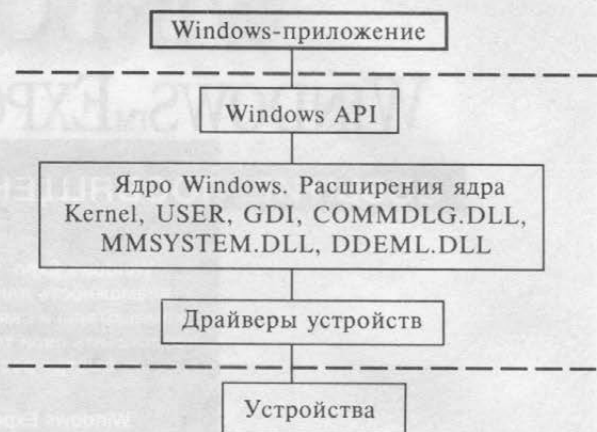 Windows-приложение
Windows API
Ядро Windows. Расширения ядра
Kernel, USER, GDI, COMMDLG.DLL,
MMSYSTEM.DLL, DDEML.DLL
Драйверы устройств
Устройства